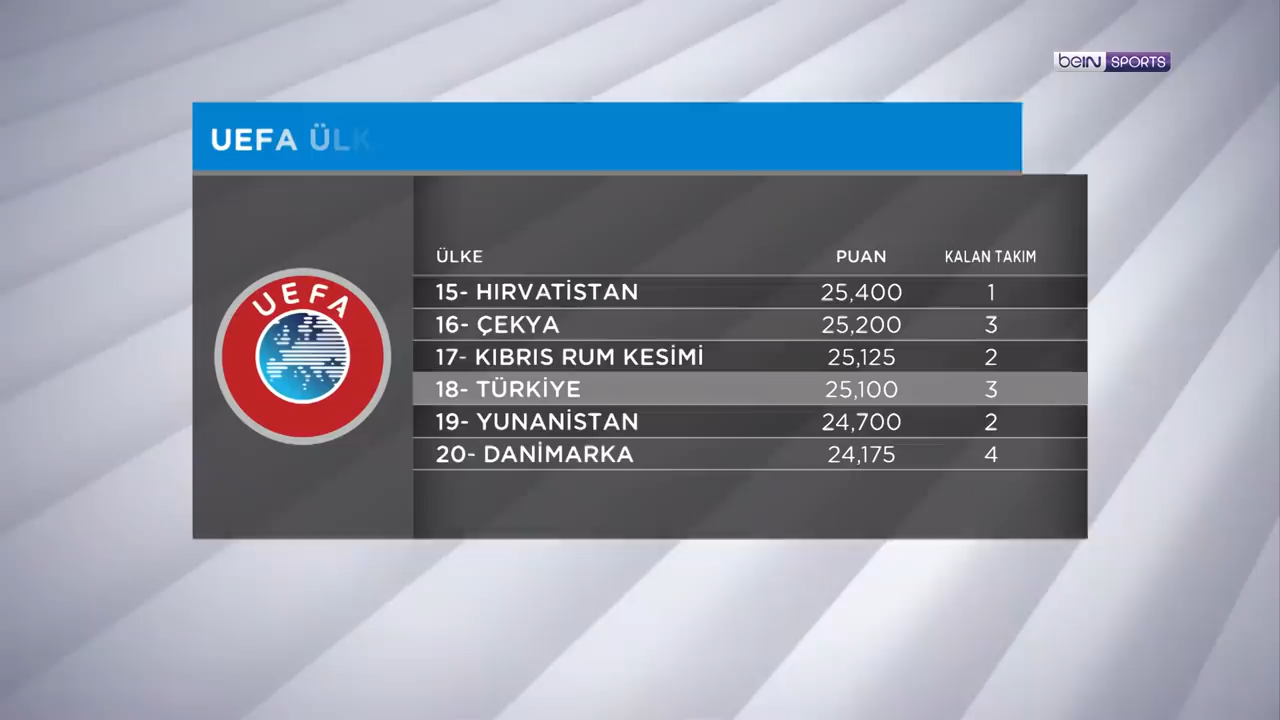 beIN SPORTS
UEFA ÜLK
UEFA
ÜLKE PUAN KALAN TAKIM
15- HIRVATİSTAN 25,400 1
16- ÇEKYA 25,200 3
17- KIBRIS RUM KESİMİ 25,125 2
18- TÜRKİYE 25,100 3
19- YUNANİSTAN 24,700 2
20- DANİMARKA 24,175 4